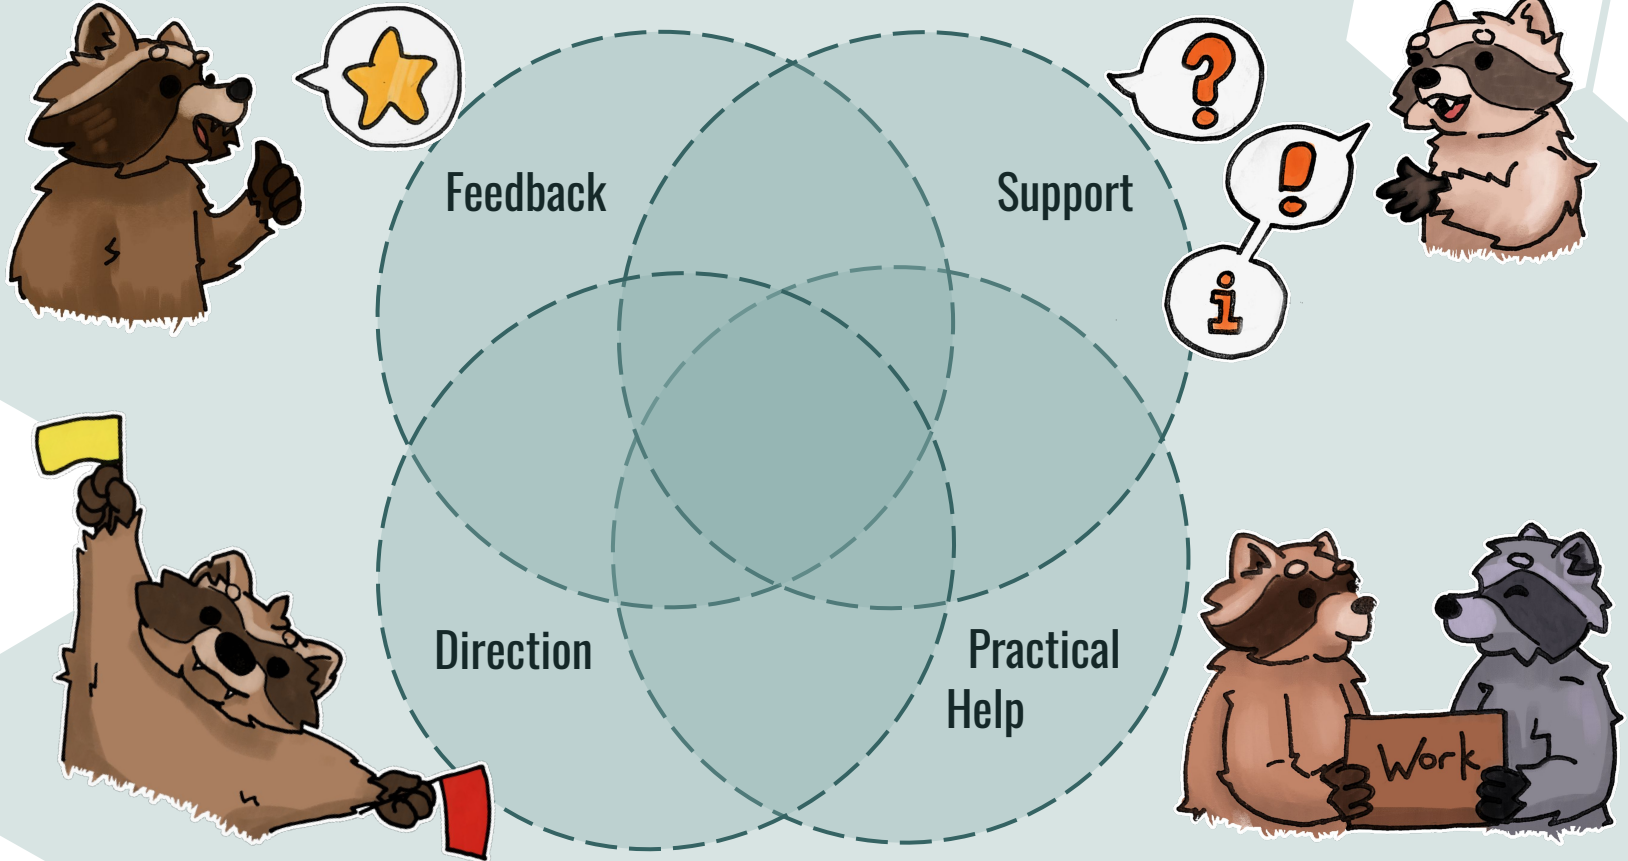 Feedback
Support
?
!
i
Direction
Practical
Help
Work